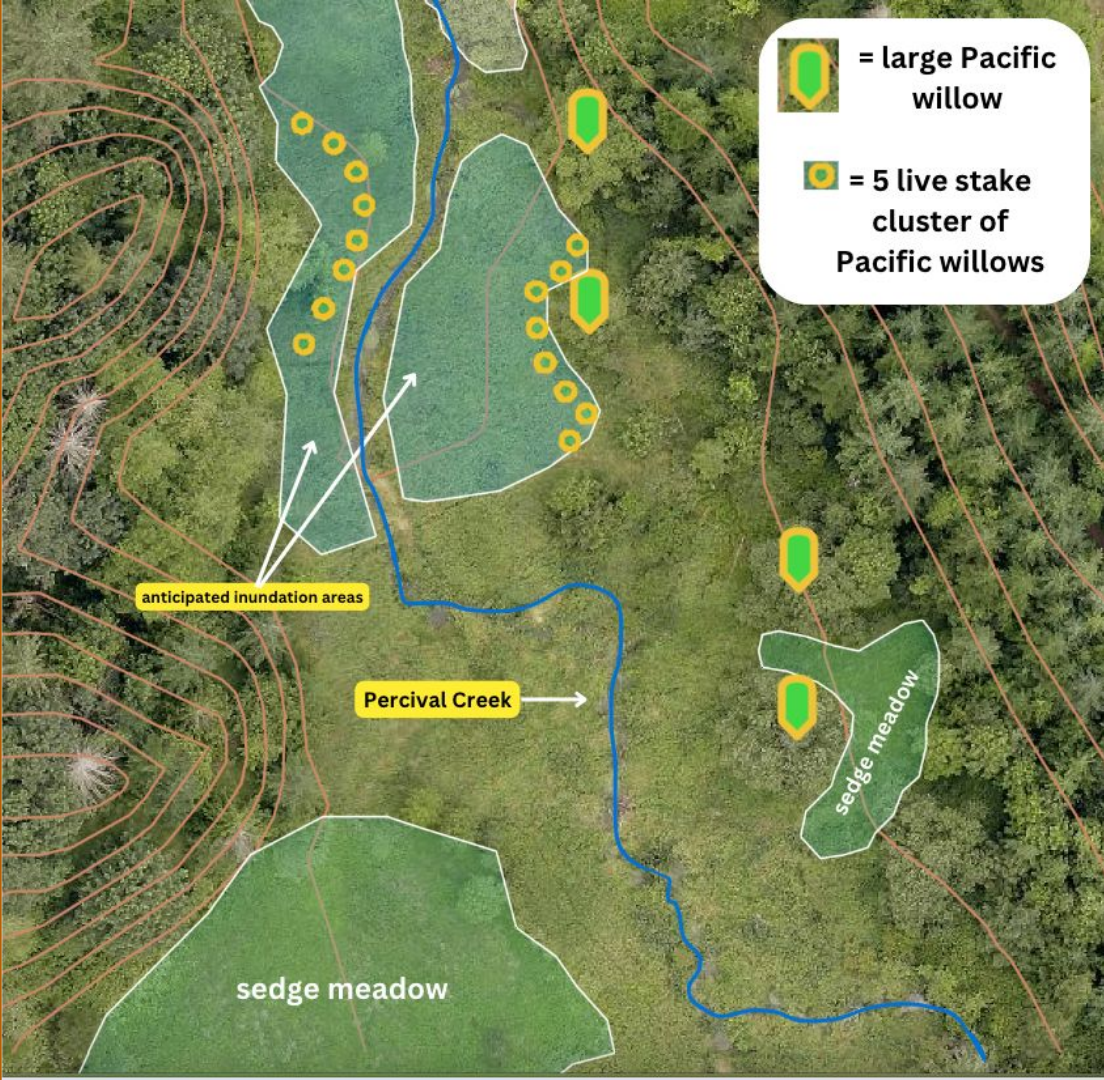 = large Pacific
willow
= 5 live stake
cluster of
Pacific willows
anticipated inundation areas
Percival Creek
sedge meadow
sedge meadow